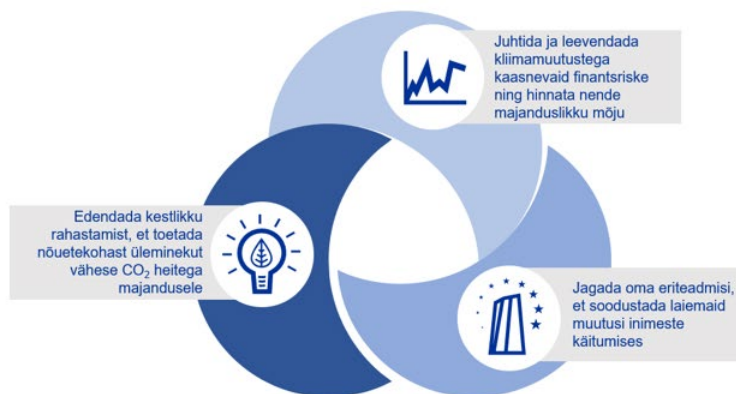 Juhtida ja leevendada
kliimamuutustega
kaasnevaid finantsriske
ning hinnata nende
majanduslikku mõju
Edendada kestlikku
rahastamist, et toetada
nõuetekohast üleminekut
vähese CO₂ heitega
majandusele
Jagada oma eriteadmisi,
et soodustada laiemaid
muutusi inimeste
käitumises